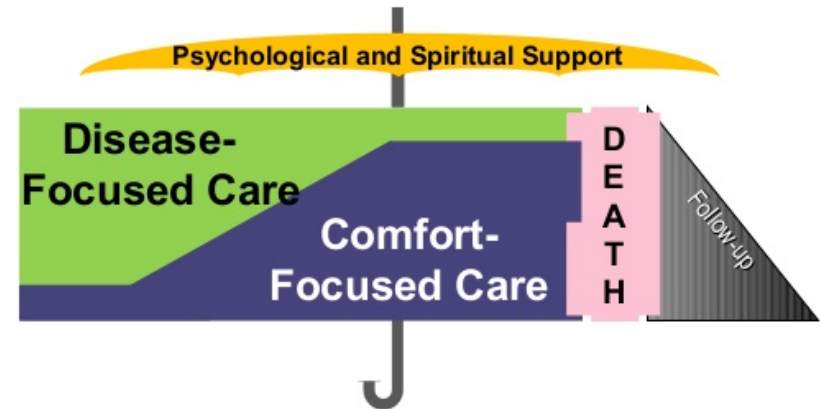 Psychological and Spiritual Support
Disease-
Focused Care
Comfort-
Focused Care
D
E
A
T
H
Follow-up